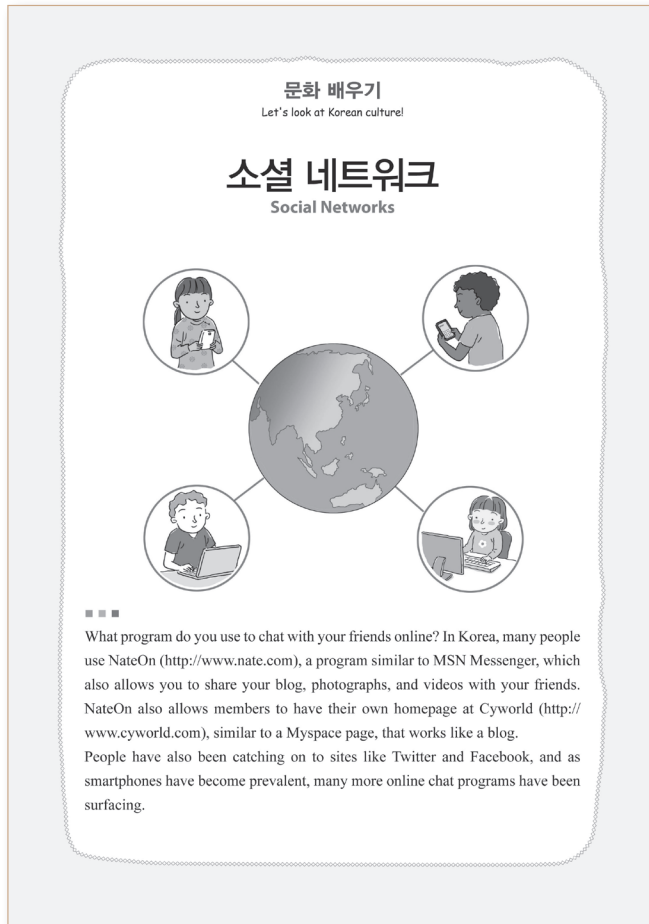 문화 배우기
Let's look at Korean culture!
소셜 네트워크
Social Networks
What program do you use to chat with your friends online? In Korea, many people
use NateOn (http://www.nate.com), a program similar to MSN Messenger, which
also allows you to share your blog, photographs, and videos with your friends.
NateOn also allows members to have their own homepage at Cyworld (http://
www.cyworld.com), similar to a Myspace page, that works like a blog.
People have also been catching on to sites like Twitter and Facebook, and as
smartphones have become prevalent, many more online chat programs have been
surfacing.